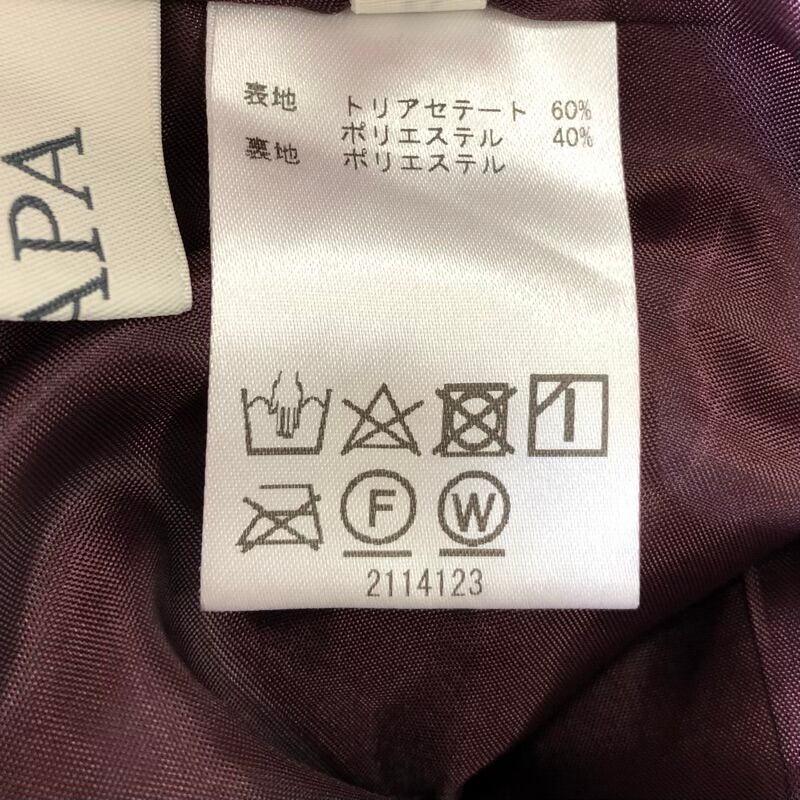 表地 トリアセテート 60%
ポリエステル 40%
裏地 ポリエステル
F W
2114123
APA